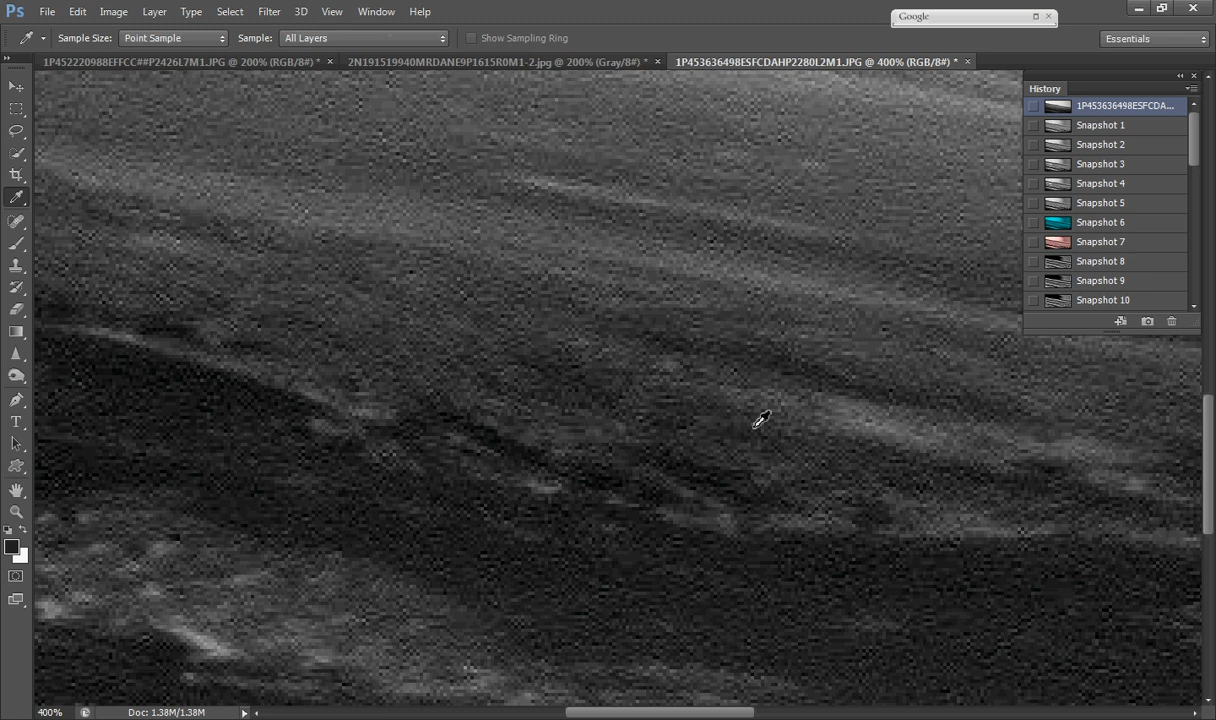 Ps File Edit Image Layer Type Select Filter 3D View Window Help
Google
Sample Size: Point Sample Sample: All Layers Show Sampling Ring Essentials
1P452220988EFFCC##P2426L7M1.JPG @ 200% (RGB/8#) * × 2N191519940MRDANE9P1615R0M1-2.jpg @ 200% (Gray/8#) * × 1P453636498ESFCDAHP2280L2M1.JPG @ 400% (RGB/8#) * ×
History
1P453636498ESFCDA...
Snapshot 1
Snapshot 2
Snapshot 3
Snapshot 4
Snapshot 5
Snapshot 6
Snapshot 7
Snapshot 8
Snapshot 9
Snapshot 10
T
400% Doc: 1.38M/1.38M